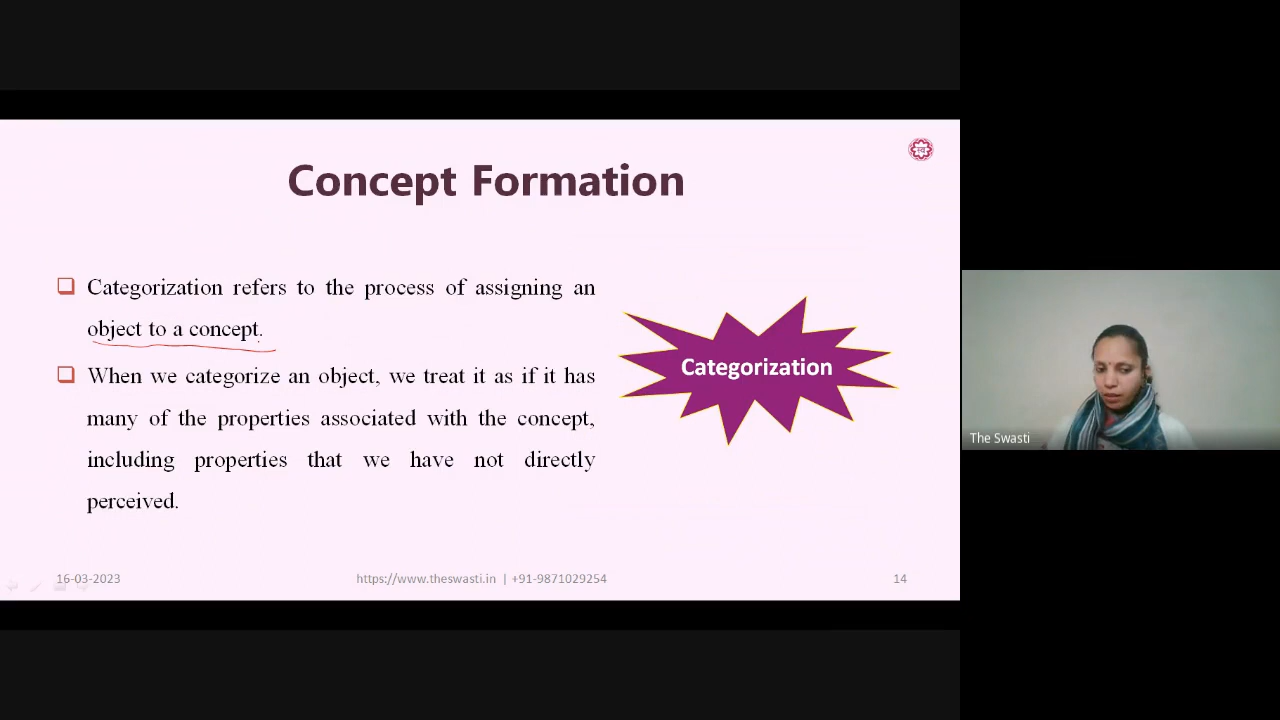 Concept Formation
Categorization refers to the process of assigning an
object to a concept.
When we categorize an object, we treat it as if it has
many of the properties associated with the concept,
including properties that we have not directly
perceived.
Categorization
The Swasti
16-03-2023
https://www.theswasti.in | +91-9871029254
14